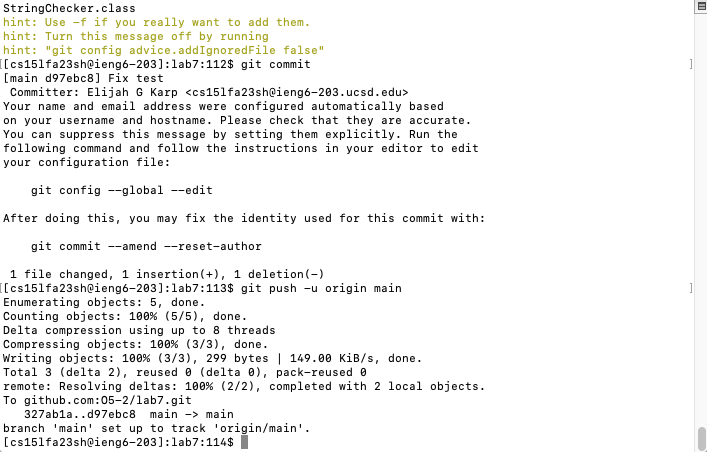 StringChecker.class
hint: Use -f if you really want to add them.
hint: Turn this message off by running
hint: "git config advice.addIgnoredFile false"
[[cs15lfa23sh@ieng6-203]:lab7:112$ git commit ]
[main d97ebc8] Fix test
 Committer: Elijah G Karp <cs15lfa23sh@ieng6-203.ucsd.edu>
Your name and email address were configured automatically based
on your username and hostname. Please check that they are accurate.
You can suppress this message by setting them explicitly. Run the
following command and follow the instructions in your editor to edit
your configuration file:

    git config --global --edit

After doing this, you may fix the identity used for this commit with:

    git commit --amend --reset-author

 1 file changed, 1 insertion(+), 1 deletion(-)
[[cs15lfa23sh@ieng6-203]:lab7:113$ git push -u origin main ]
Enumerating objects: 5, done.
Counting objects: 100% (5/5), done.
Delta compression using up to 8 threads
Compressing objects: 100% (3/3), done.
Writing objects: 100% (3/3), 299 bytes | 149.00 KiB/s, done.
Total 3 (delta 2), reused 0 (delta 0), pack-reused 0
remote: Resolving deltas: 100% (2/2), completed with 2 local objects.
To github.com:O5-2/lab7.git
   327ab1a..d97ebc8  main -> main
branch 'main' set up to track 'origin/main'.
[cs15lfa23sh@ieng6-203]:lab7:114$